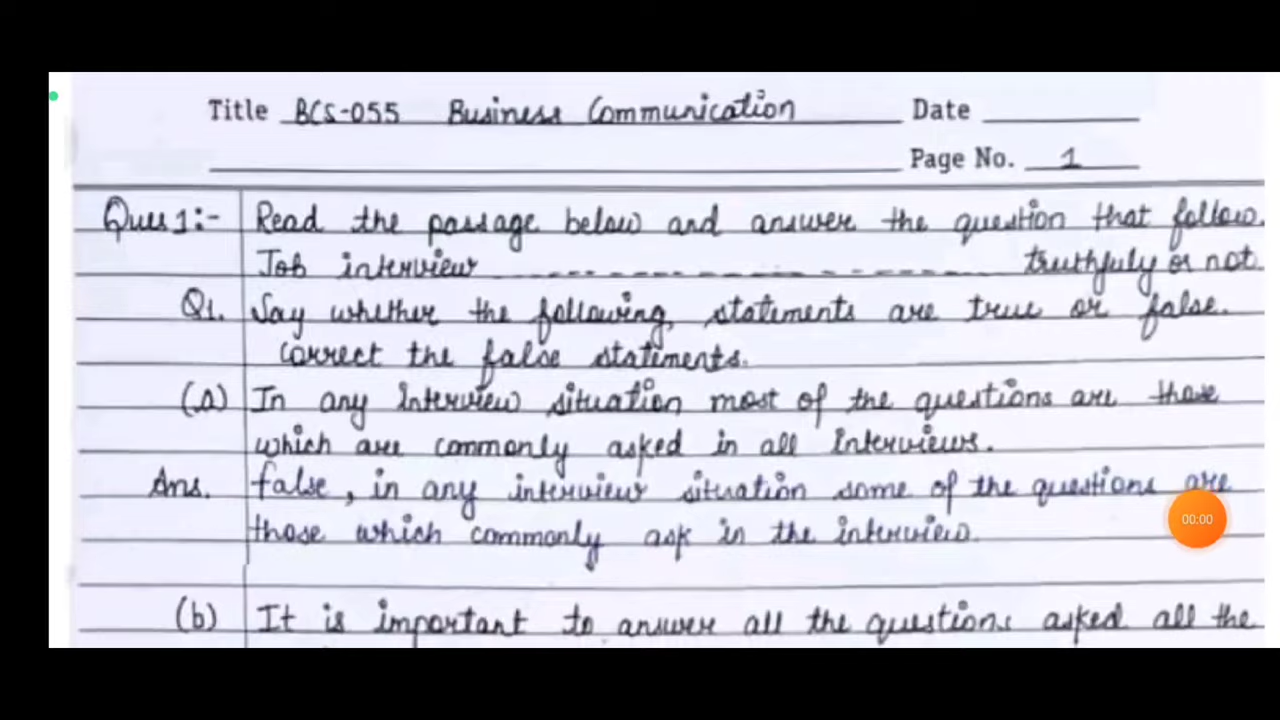 Title BCS-055 Business Communication Date
Page No. 1
Ques 1:- Read the passage below and answer the question that follow.
Job interview ------------------ truthfuly or not.
Q1. Say whether the following, statements are true or false.
correct the false statements.
(a) In any Interview situation most of the questions are those
which are commonly asked in all interviews.
Ans. false, in any interview situation some of the questions are
those which commonly ask in the interview.
00:00
(b) It is important to answer all the questions asked all the